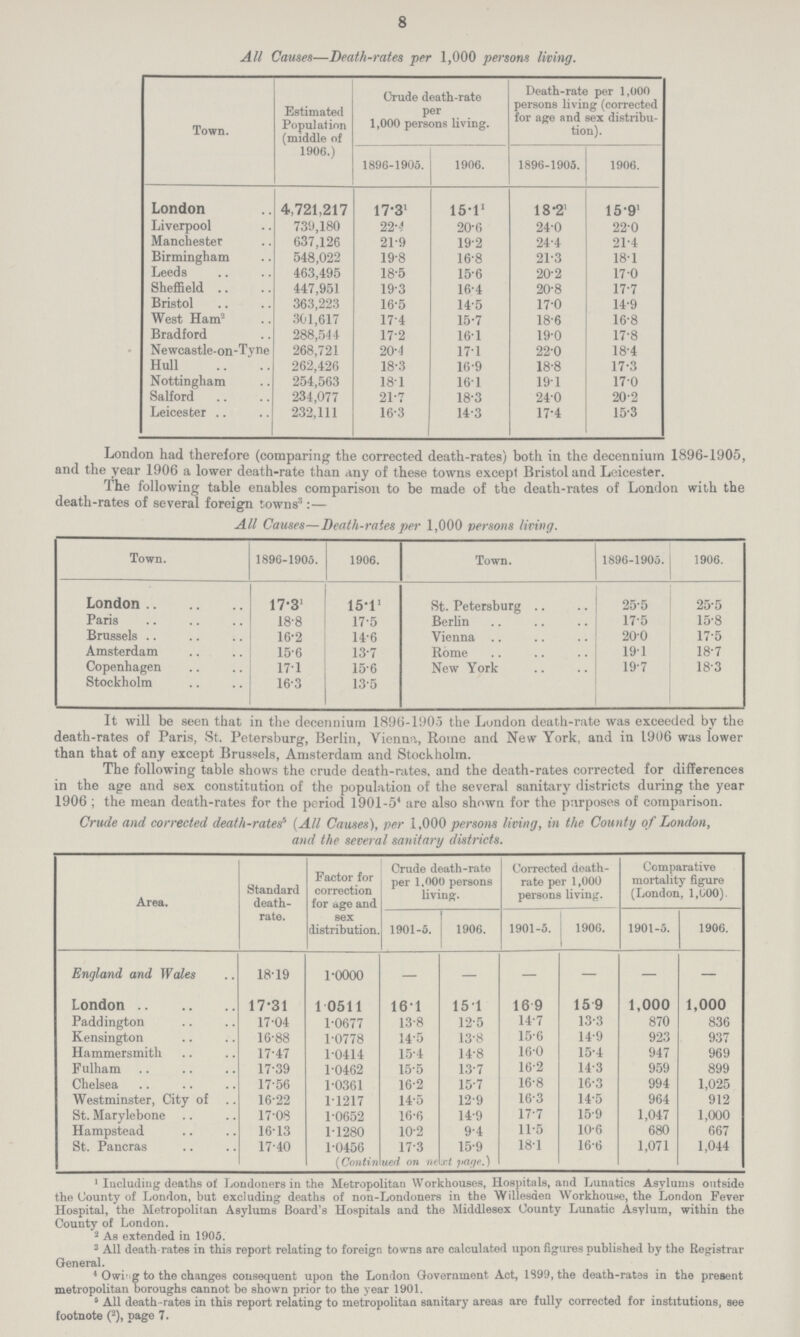 8
All Causes—Death-rates per 1,000 persons living.
Town. | Estimated Population (middle of 1906.) | Crude death-rate per 1,000 persons living. | Death-rate per 1,000 persons living (corrected for age and sex distribution).
1896-1905. | 1906. | 1896-1905. | 1906.
London .. | 4,721,217 | 17·3¹ | 15·1¹ | 18·2¹ | 15·9¹
Liverpool .. | 739,180 | 22·4 | 20·6 | 24·0 | 22·0
Manchester .. | 637,126 | 21·9 | 19·2 | 24·4 | 21·4
Birmingham .. | 548,022 | 19·8 | 16·8 | 21·3 | 18·1
Leeds .. .. | 463,495 | 18·5 | 15·6 | 20·2 | 17·0
Sheffield .. .. | 447,951 | 19·3 | 16·4 | 20·8 | 17·7
Bristol .. .. | 363,223 | 16·5 | 14·5 | 17·0 | 14·9
West Ham² .. | 301,617 | 17·4 | 15·7 | 18·6 | 16·8
Bradford .. | 288,544 | 17·2 | 16·1 | 19·0 | 17·8
Newcastle-on-Tyne | 268,721 | 20·4 | 17·1 | 22·0 | 18·4
Hull .. .. | 262,426 | 18·3 | 16·9 | 18·8 | 17·3
Nottingham .. | 254,563 | 18·1 | 16·1 | 19·1 | 17·0
Salford .. .. | 234,077 | 21·7 | 18·3 | 24·0 | 20·2
Leicester .. .. | 232,111 | 16·3 | 14·3 | 17·4 | 15·3
London had therefore (comparing the corrected death-rates) both in the decennium 1896-1905,
and the year 1906 a lower death-rate than any of these towns except Bristol and Leicester.
The following table enables comparison to be made of the death-rates of London with the
death-rates of several foreign towns³ :—
All Causes—Death-rates per 1,000 persons living.
Town. | 1896-1905. | 1906. | Town. | 1896-1905. | 1906.
London .. .. .. | 17·3¹ | 15·1¹ | St. Petersburg .. .. | 25·5 | 25·5
Paris .. .. .. | 18·8 | 17·5 | Berlin .. .. .. | 17·5 | 15·8
Brussels .. .. .. | 16·2 | 14·6 | Vienna .. .. .. | 20·0 | 17·5
Amsterdam .. .. | 15·6 | 13·7 | Rome .. .. .. | 19·1 | 18·7
Copenhagen .. .. | 17·1 | 15·6 | New York .. .. | 19·7 | 18·3
Stockholm .. .. | 16·3 | 13·5
It will be seen that in the decennium 1896-1905 the London death-rate was exceeded by the
death-rates of Paris, St. Petersburg, Berlin, Vienna, Rome and New York, and in 1906 was lower
than that of any except Brussels, Amsterdam and Stockholm.
The following table shows the crude death-rates, and the death-rates corrected for differences
in the age and sex constitution of the population of the several sanitary districts during the year
1906 ; the mean death-rates for the period 1901-5⁴ are also shown for the purposes of comparison.
Crude and corrected death-rates⁵ (All Causes), per 1,000 persons living, in the County of London,
and the several sanitary districts.
Area. | Standard death-rate. | Factor for correction for age and sex distribution. | Crude death-rate per 1,000 persons living. | Corrected death-rate per 1,000 persons living. | Comparative mortality figure (London, 1,000).
1901-5. | 1906. | 1901-5. | 1906. | 1901-5. | 1906.
England and Wales .. | 18·19 | 1·0000 | — | — | — | — | — | —
London .. .. .. | 17·31 | 1·0511 | 16·1 | 15·1 | 16·9 | 15·9 | 1,000 | 1,000
Paddington .. .. | 17·04 | 1·0677 | 13·8 | 12·5 | 14·7 | 13·3 | 870 | 836
Kensington .. .. | 16·88 | 1·0778 | 14·5 | 13·8 | 15·6 | 14·9 | 923 | 937
Hammersmith .. .. | 17·47 | 1·0414 | 15·4 | 14·8 | 16·0 | 15·4 | 947 | 969
Fulham .. .. .. | 17·39 | 1·0462 | 15·5 | 13·7 | 16·2 | 14·3 | 959 | 899
Chelsea .. .. .. | 17·56 | 1·0361 | 16·2 | 15·7 | 16·8 | 16·3 | 994 | 1,025
Westminster, City of .. | 16·22 | 1·1217 | 14·5 | 12·9 | 16·3 | 14·5 | 964 | 912
St. Marylebone .. .. | 17·08 | 1·0652 | 16·6 | 14·9 | 17·7 | 15·9 | 1,047 | 1,000
Hampstead .. .. | 16·13 | 1·1280 | 10·2 | 9·4 | 11·5 | 10·6 | 680 | 667
St. Pancras .. .. | 17·40 | 1·0456 | 17·3 | 15·9 | 18·1 | 16·6 | 1,071 | 1,044
(Continued on next page.)
¹ Including deaths of Londoners in the Metropolitan Workhouses, Hospitals, and Lunatics Asylums outside
the County of London, but excluding deaths of non-Londoners in the Willesden Workhouse, the London Fever
Hospital, the Metropolitan Asylums Board's Hospitals and the Middlesex County Lunatic Asylum, within the
County of London.
² As extended in 1905.
³ All death-rates in this report relating to foreign towns are calculated upon figures published by the Registrar
General.
⁴ Owing to the changes consequent upon the London Government Act, 1899, the death-rates in the present
metropolitan boroughs cannot be shown prior to the year 1901.
⁵ All death-rates in this report relating to metropolitan sanitary areas are fully corrected for institutions, see
footnote (²), page 7.